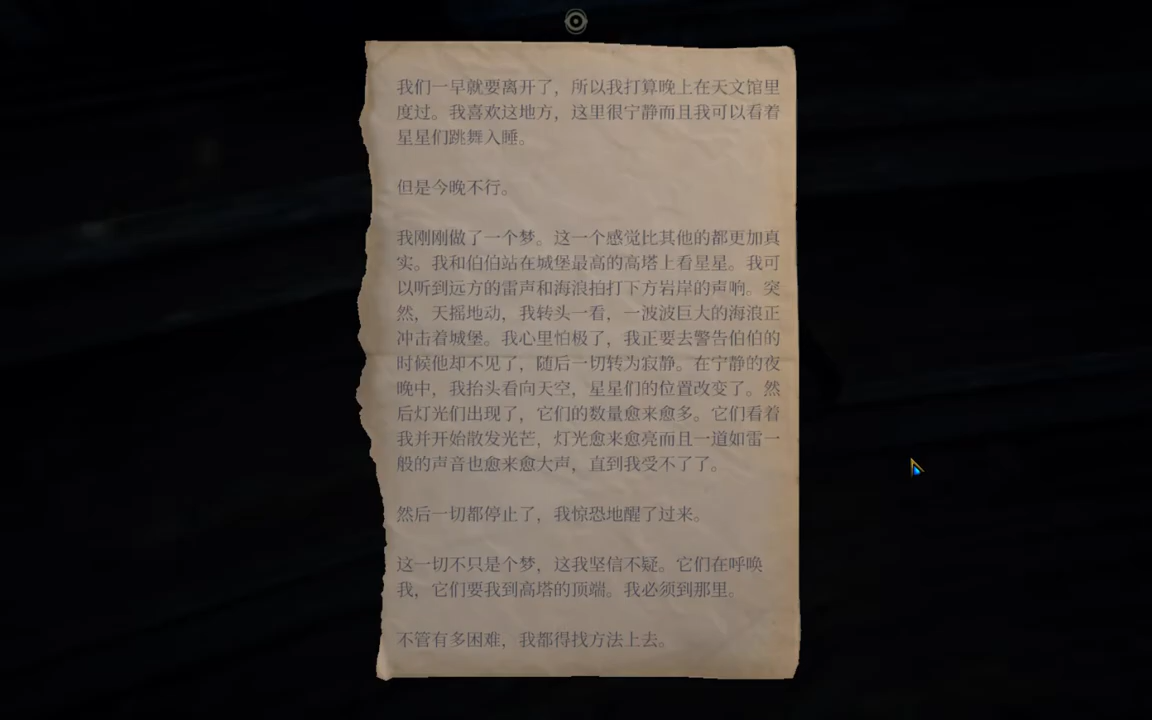 我们一早就要离开了，所以我打算晚上在天文馆里
度过。我喜欢这地方，这里很宁静而且我可以看着
星星们跳舞入睡。
但是今晚不行。
我刚刚做了一个梦。这一个感觉比其他的都更加真
实。我和伯伯站在城堡最高的高塔上看星星。我可
以听到远方的雷声和海浪拍打下方岩岸的声响。突
然，天摇地动，我转头一看，一波波巨大的海浪正
冲击着城堡。我心里怕极了，我正要去警告伯伯的
时候他却不见了，随后一切转为寂静。在宁静的夜
晚中，我抬头看向天空，星星们的位置改变了。然
后灯光们出现了，它们的数量愈来愈多。它们看着
我并开始散发光芒，灯光愈来愈亮而且一道如雷一
般的声音也愈来愈大声，直到我受不了了。
然后一切都停止了，我惊恐地醒了过来。
这一切不只是个梦，这我坚信不疑。它们在呼唤
我，它们要我到高塔的顶端。我必须到那里。
不管有多困难，我都得找方法上去。